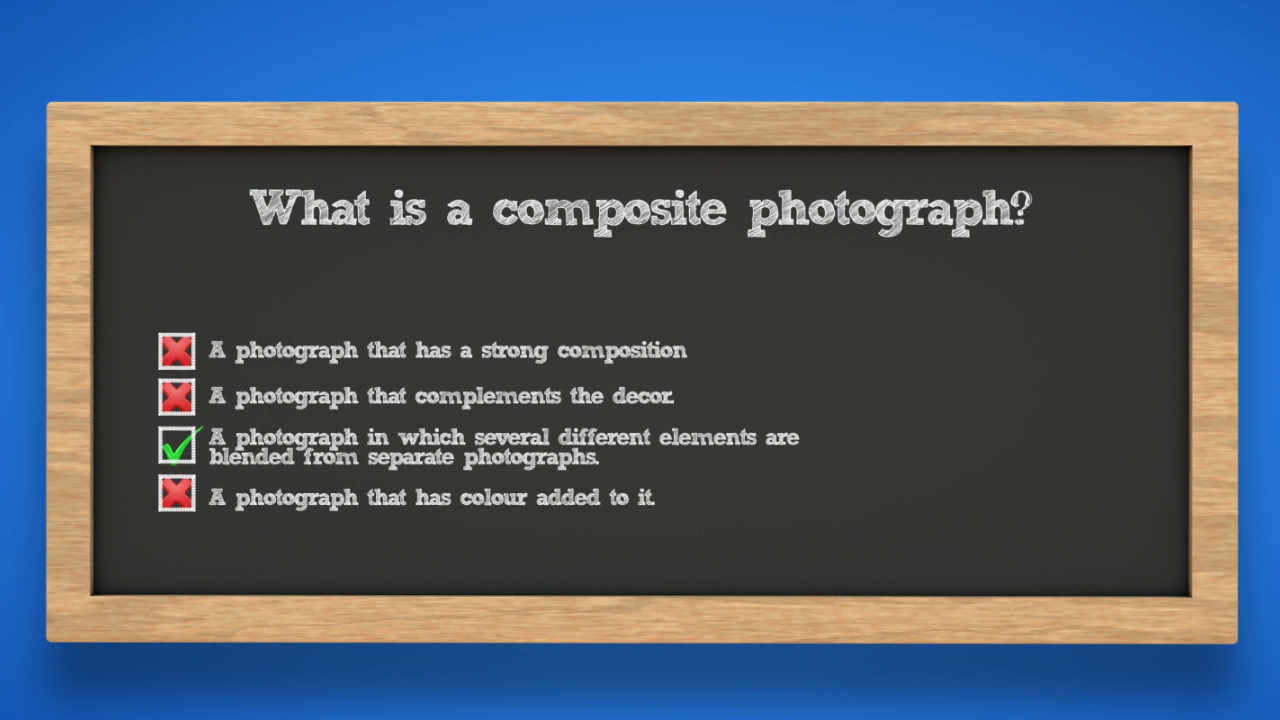 What is a composite photograph?
A photograph that has a strong composition
A photograph that complements the decor.
A photograph in which several different elements are
blended from separate photographs.
A photograph that has colour added to it.